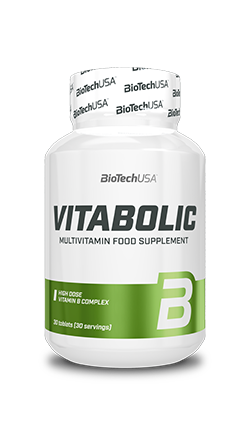 BioTechUSA
BioTechUSA
BioTechUSA
BioTechUSA
VITABOLIC
MULTIVITAMIN FOOD SUPPLEMENT
HIGH DOSE
VITAMIN B COMPLEX
30 tablets (30 servings)
B